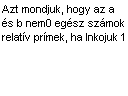 Azt mondjuk, hogy az a
és b nem0 egész számok
relatív prímek, ha lnkojuk 1